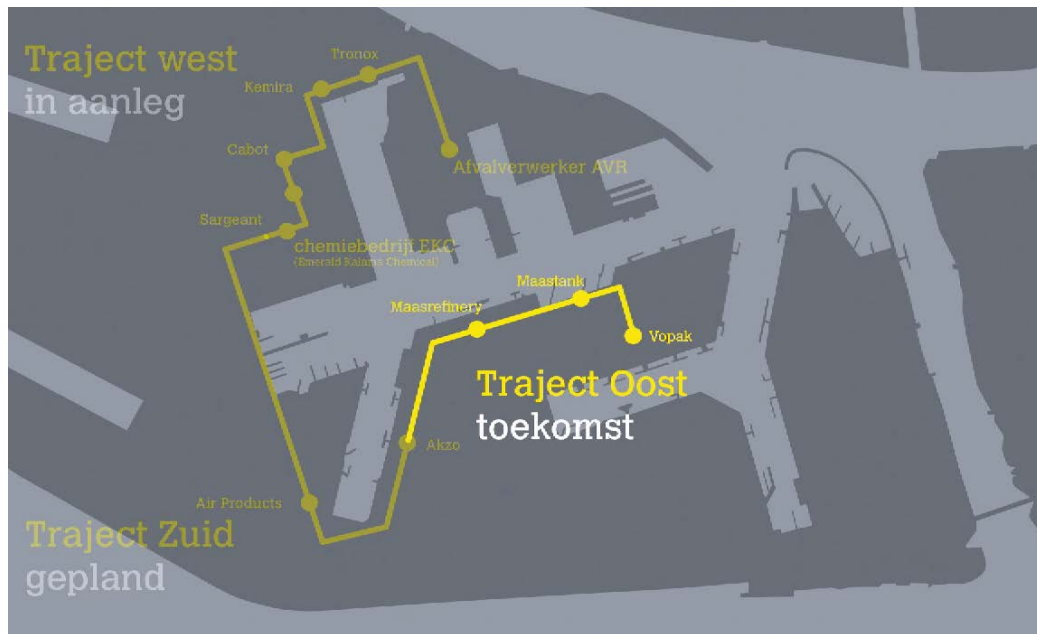 Traject west
in aanleg
Tronox
Kemira
Cabot
Afvalverwerker AVR
Sargeant
chemiebedrijf EKC
(Emerald Kalama Chemical)
Maastank
Maasrefinery
Vopak
Traject Oost
toekomst
Akzo
Air Products
Traject Zuid
gepland